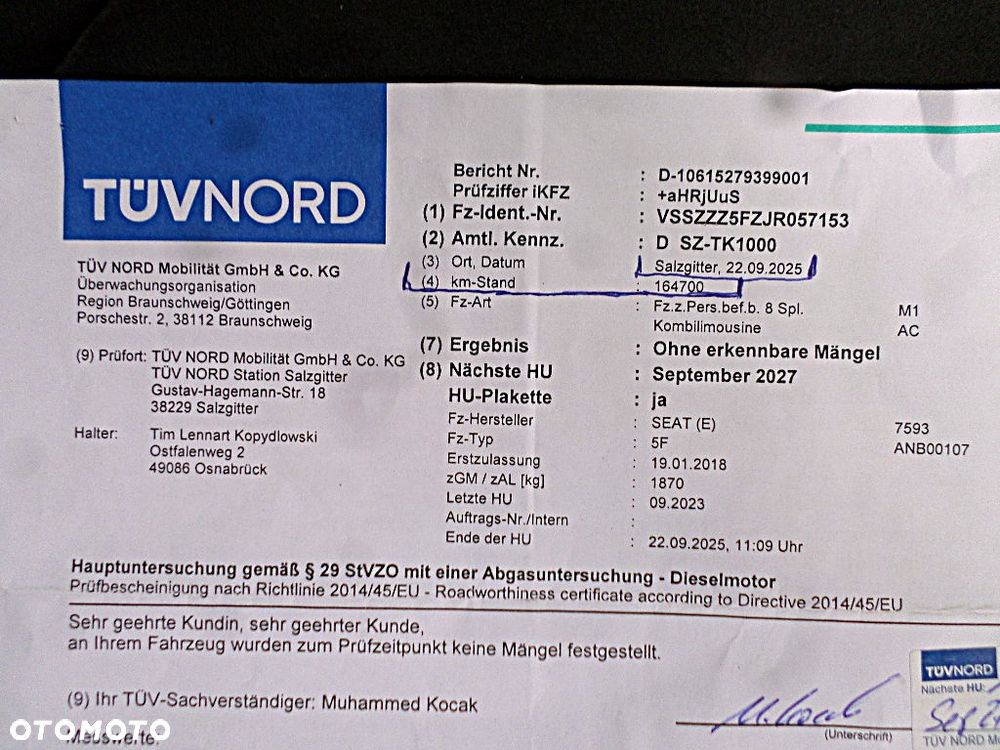 TÜVNORD
TÜV NORD Mobilität GmbH & Co. KG
Überwachungsorganisation
Region Braunschweig/Göttingen
Porschestr. 2, 38112 Braunschweig
(9) Prüfort: TÜV NORD Mobilität GmbH & Co. KG
TÜV NORD Station Salzgitter
Gustav-Hagemann-Str. 18
38229 Salzgitter
Halter: Tim Lennart Kopydlowski
Ostfalenweg 2
49086 Osnabrück
Bericht Nr. : D-10615279399001
Prüfziffer iKFZ : +aHRjUuS
(1) Fz-Ident.-Nr. : VSSZZZ5FZJR057153
(2) Amtl. Kennz. : D SZ-TK1000
(3) Ort, Datum : Salzgitter, 22.09.2025
(4) km-Stand : 164700
(5) Fz-Art : Fz.z.Pers.bef.b. 8 Spl. M1
Kombilimousine AC
(7) Ergebnis : Ohne erkennbare Mängel
(8) Nächste HU : September 2027
HU-Plakette : ja
Fz-Hersteller : SEAT (E) 7593
Fz-Typ : 5F ANB00107
Erstzulassung : 19.01.2018
zGM / zAL [kg] : 1870
Letzte HU : 09.2023
Auftrags-Nr./Intern :
Ende der HU : 22.09.2025, 11:09 Uhr
Hauptuntersuchung gemäß § 29 StVZO mit einer Abgasuntersuchung - Dieselmotor
Prüfbescheinigung nach Richtlinie 2014/45/EU - Roadworthiness certificate according to Directive 2014/45/EU
Sehr geehrte Kundin, sehr geehrter Kunde,
an Ihrem Fahrzeug wurden zum Prüfzeitpunkt keine Mängel festgestellt.
(9) Ihr TÜV-Sachverständiger: Muhammed Kocak
M. Kocak
(Unterschrift)
TÜVNORD
Nächste HU:
TÜV NORD
OTOMOTO